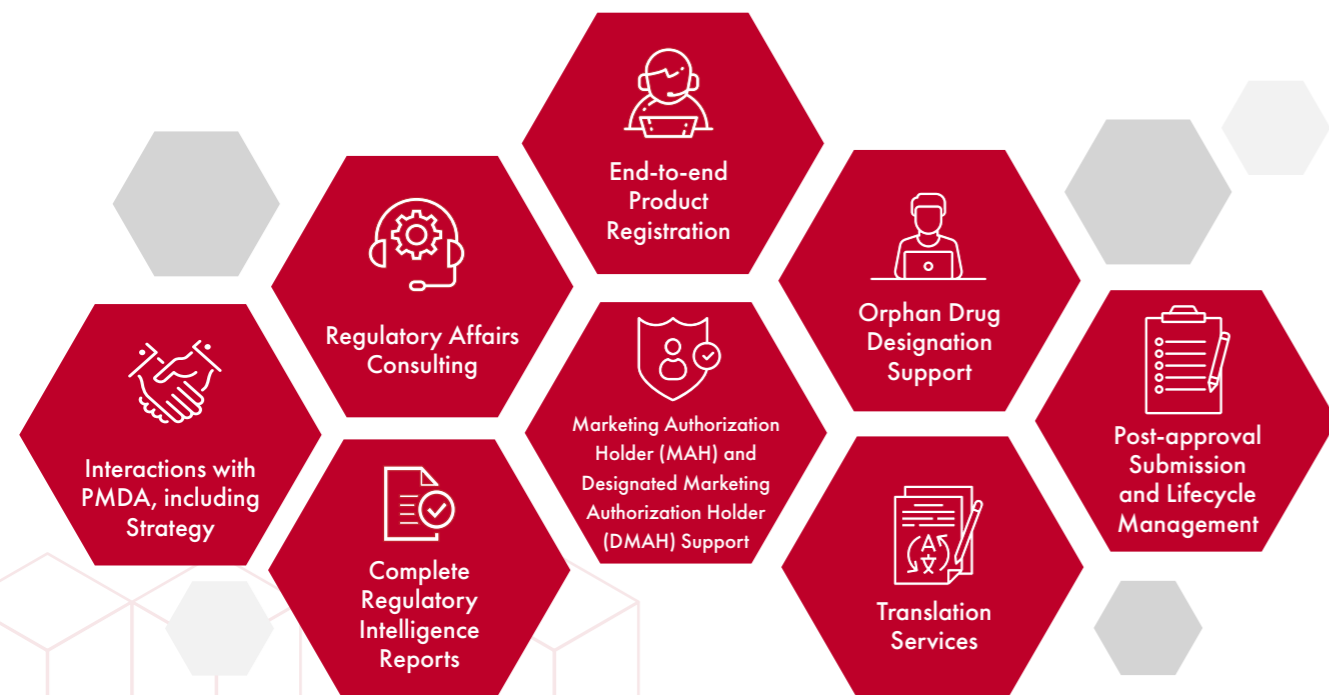 End-to-end
Product
Registration
Regulatory Affairs
Consulting
Orphan Drug
Designation
Support
Interactions with
PMDA, including
Strategy
Marketing Authorization
Holder (MAH) and
Designated Marketing
Authorization Holder
(DMAH) Support
Post-approval
Submission
and Lifecycle
Management
Complete
Regulatory
Intelligence
Reports
A
文
Translation
Services